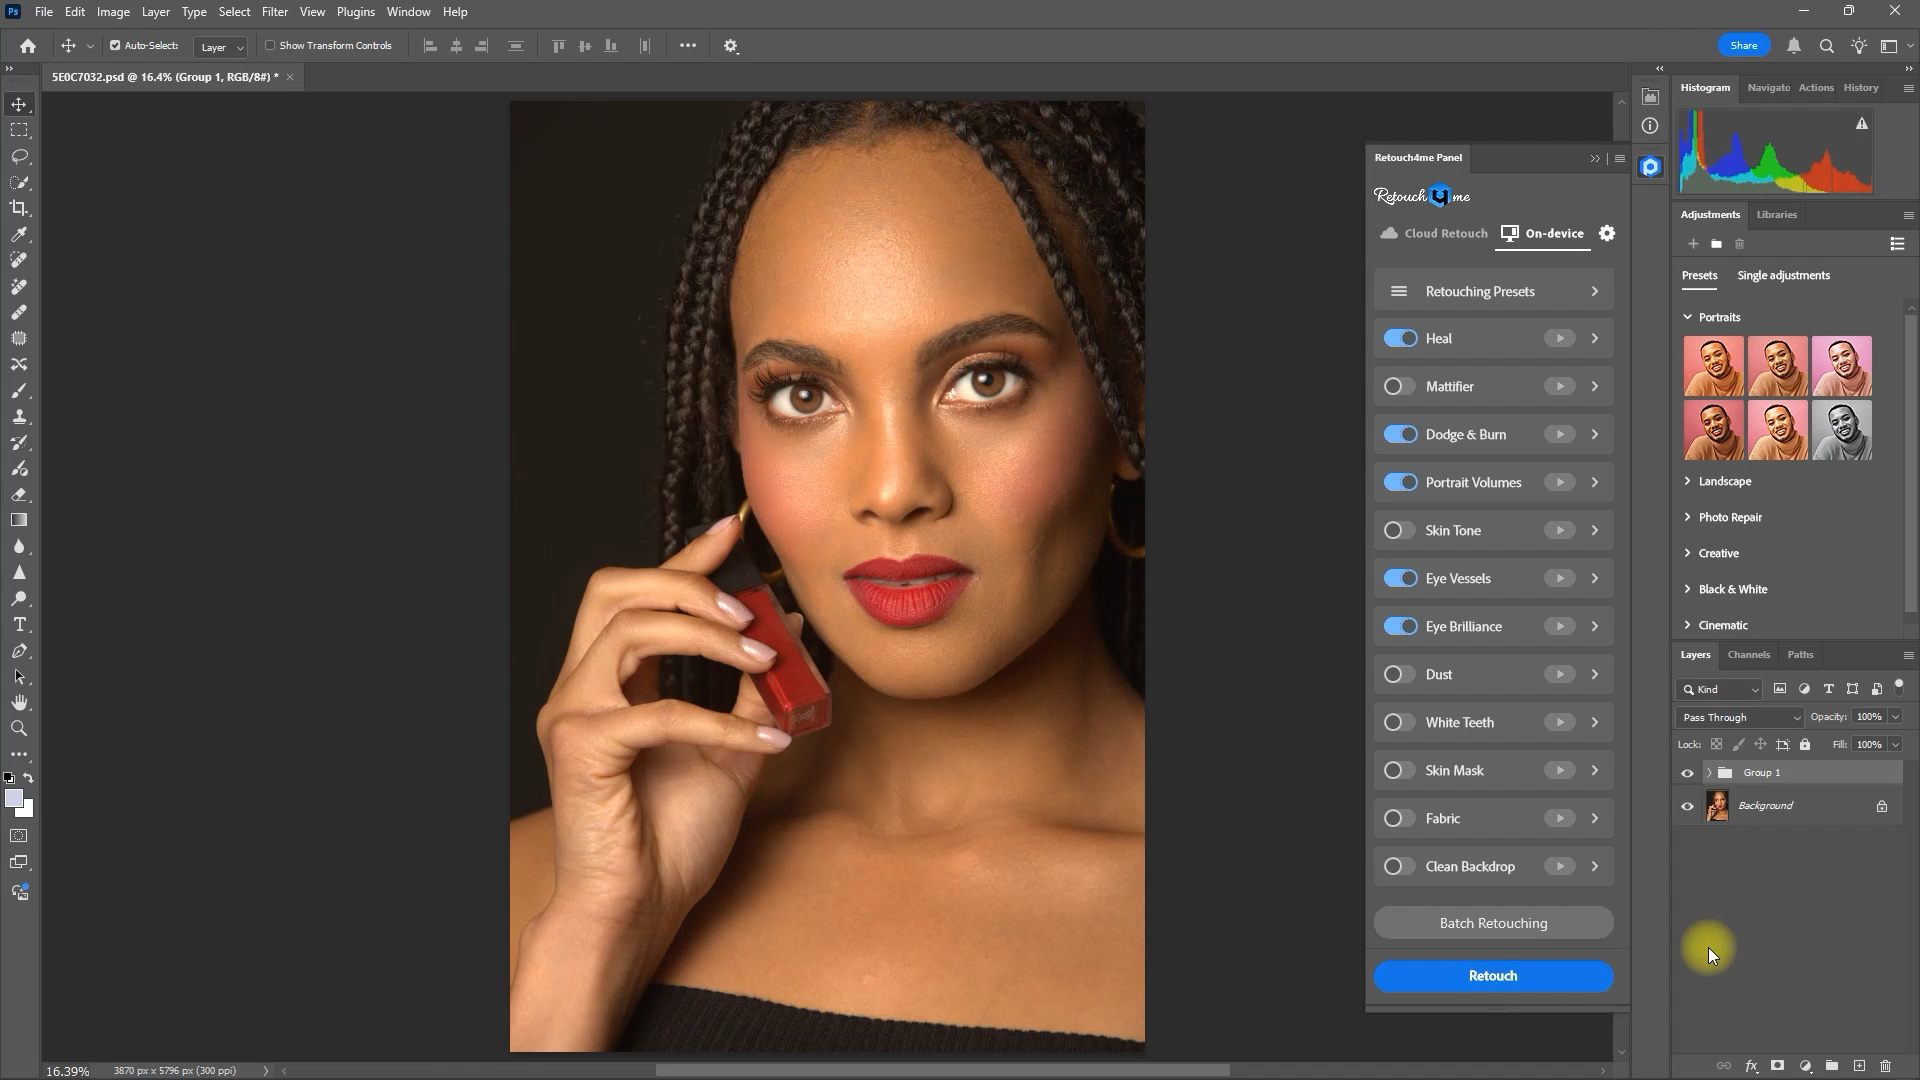 Ps File Edit Image Layer Type Select Filter View Plugins Window Help
Auto-Select: Layer Show Transform Controls Share
5E0C7032.psd @ 16.4% (Group 1, RGB/8#) *
Retouch4me Panel
Retouch4me
Cloud Retouch On-device
Retouching Presets
Heal
Mattifier
Dodge & Burn
Portrait Volumes
Skin Tone
Eye Vessels
Eye Brilliance
Dust
White Teeth
Skin Mask
Fabric
Clean Backdrop
Batch Retouching
Retouch
Histogram Navigato Actions History
Adjustments Libraries
Presets Single adjustments
Portraits
Landscape
Photo Repair
Creative
Black & White
Cinematic
Layers Channels Paths
Kind
Pass Through Opacity: 100%
Lock: Fill: 100%
Group 1
Background
16.39% 3870 px x 5796 px (300 ppi)